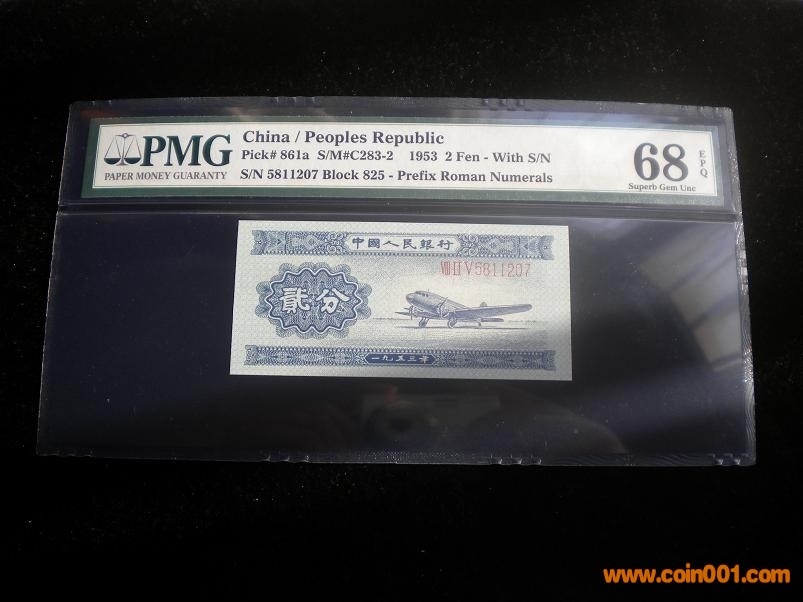 PMG
PAPER MONEY GUARANTY
China / Peoples Republic
Pick# 861a S/M#C283-2 1953 2 Fen - With S/N
S/N 5811207 Block 825 - Prefix Roman Numerals
68
EPQ
Superb Gem Unc
中國人民銀行
VIII II V 5811207
貳分
一九五三年
www.coin001.com